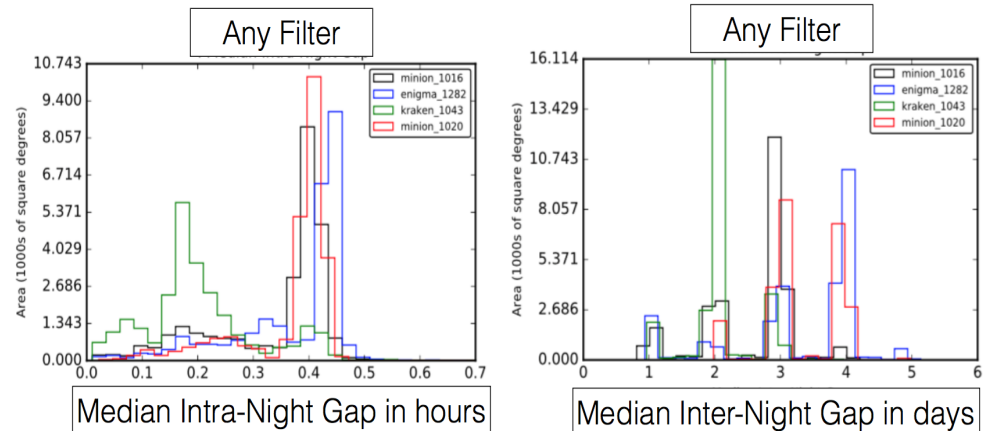 Any Filter
10.743
9.400
8.057
6.714
5.371
4.029
2.686
1.343
0.000
Area (1000s of square degrees)
minion_1016
enigma_1282
kraken_1043
minion_1020
0.0 0.1 0.2 0.3 0.4 0.5 0.6 0.7
Median Intra-Night Gap in hours
Any Filter
16.114
13.429
10.743
8.057
5.371
2.686
0.000
Area (1000s of square degrees)
minion_1016
enigma_1282
kraken_1043
minion_1020
0 1 2 3 4 5 6
Median Inter-Night Gap in days